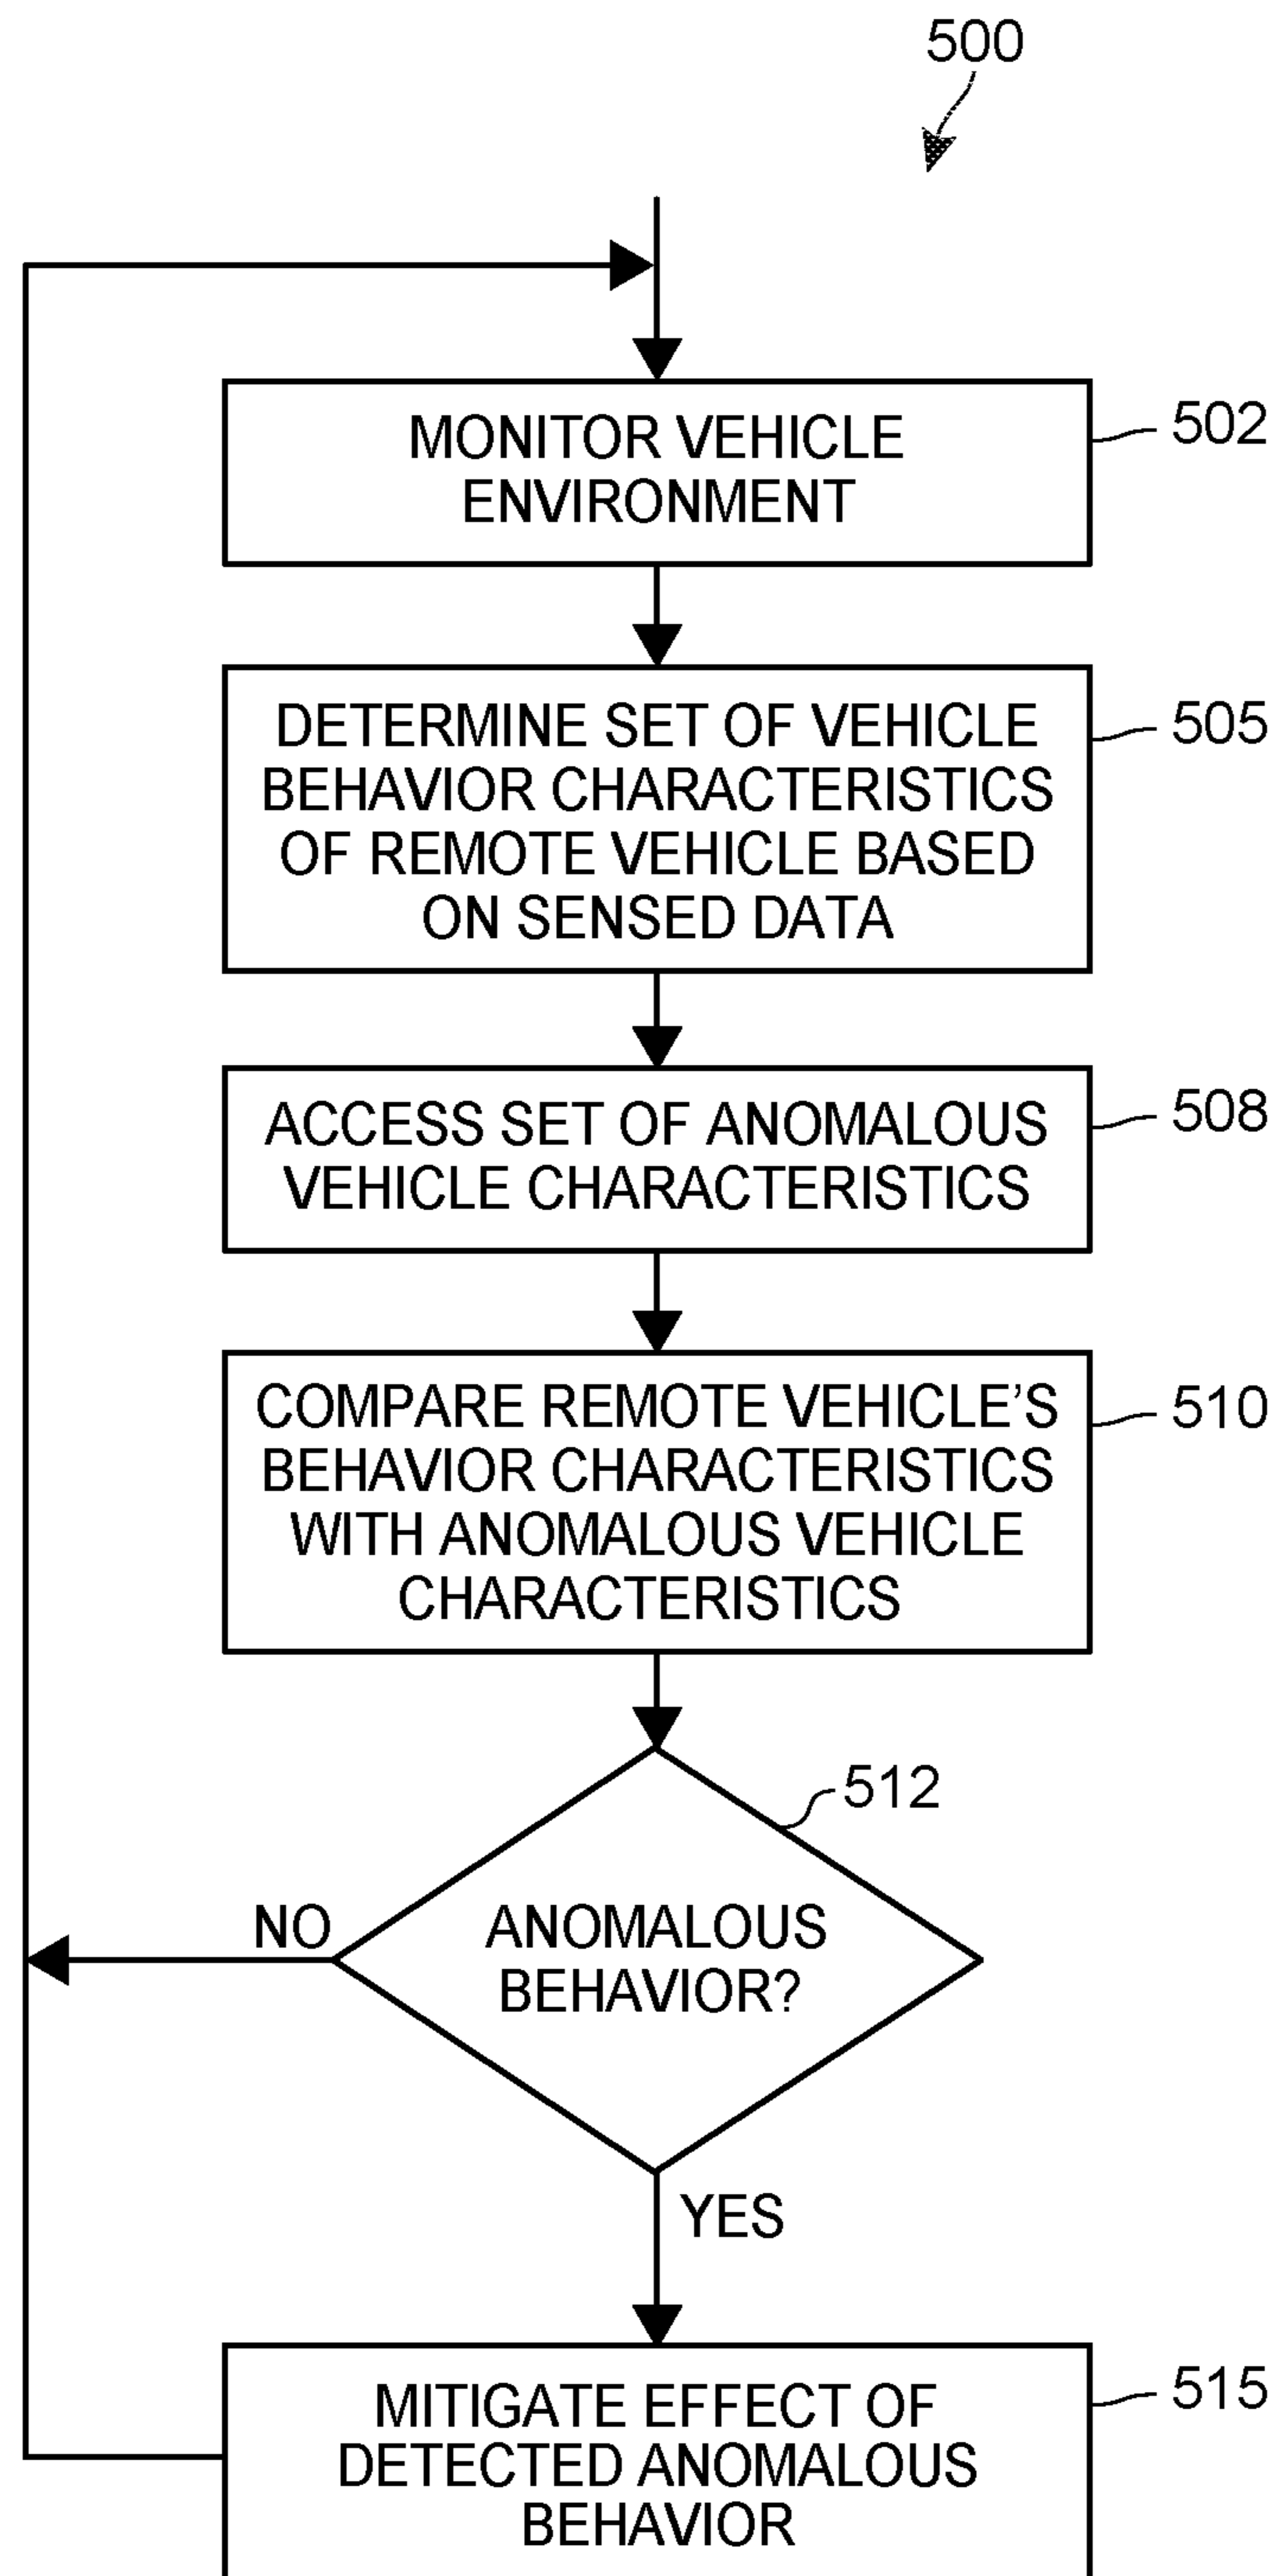 500
MONITOR VEHICLE
ENVIRONMENT
502
DETERMINE SET OF VEHICLE
BEHAVIOR CHARACTERISTICS
OF REMOTE VEHICLE BASED
ON SENSED DATA
505
ACCESS SET OF ANOMALOUS
VEHICLE CHARACTERISTICS
508
COMPARE REMOTE VEHICLE’S
BEHAVIOR CHARACTERISTICS
WITH ANOMALOUS VEHICLE
CHARACTERISTICS
510
512
ANOMALOUS
BEHAVIOR?
NO
YES
MITIGATE EFFECT OF
DETECTED ANOMALOUS
BEHAVIOR
515